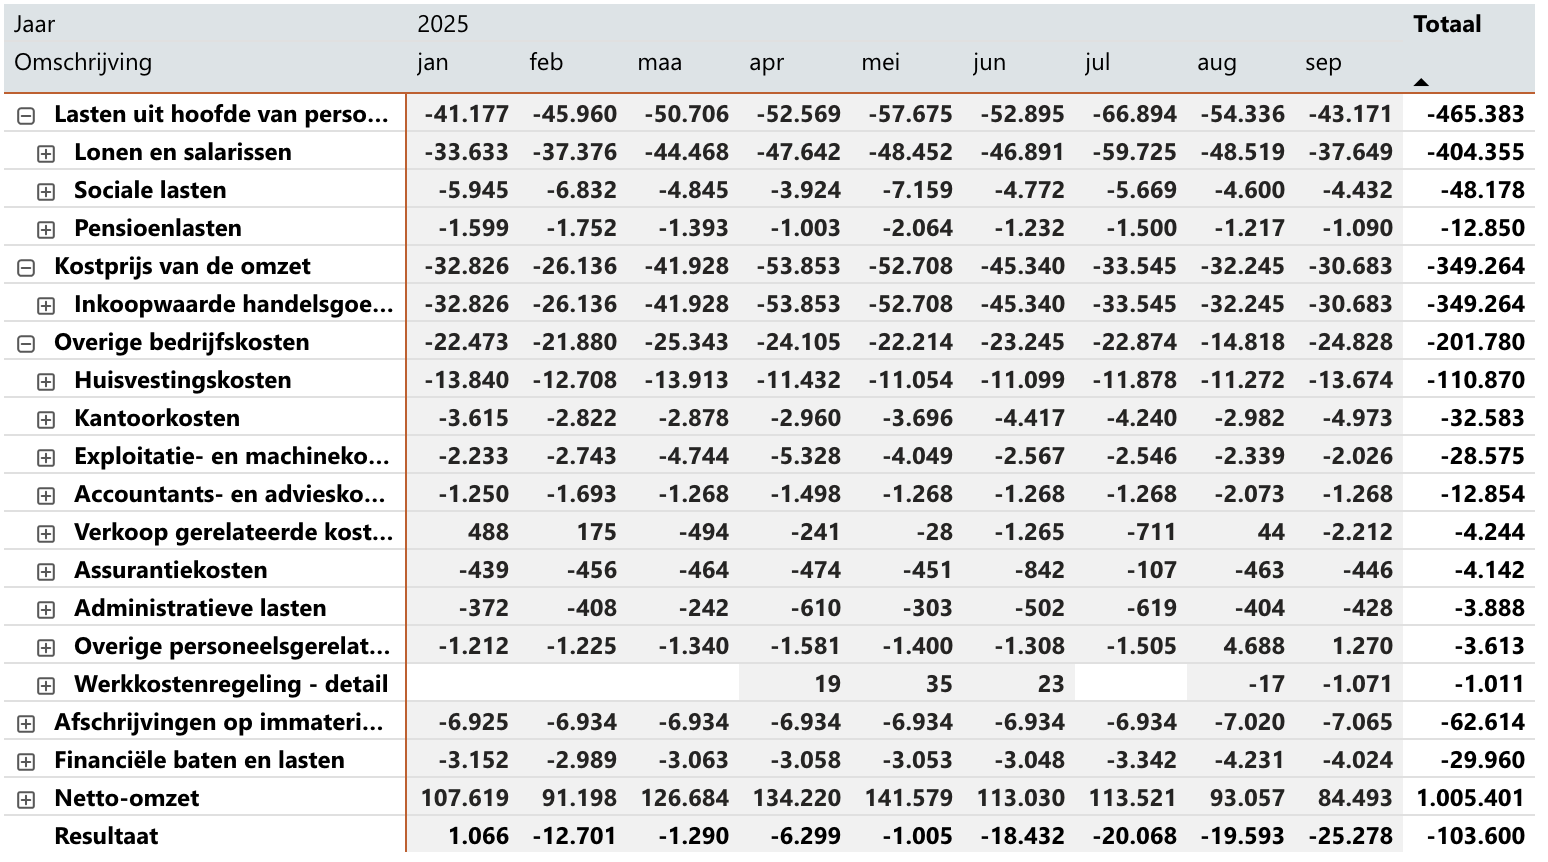 Jaar 2025 Totaal
Omschrijving jan feb maa apr mei jun jul aug sep
Lasten uit hoofde van perso... -41.177 -45.960 -50.706 -52.569 -57.675 -52.895 -66.894 -54.336 -43.171 -465.383
Lonen en salarissen -33.633 -37.376 -44.468 -47.642 -48.452 -46.891 -59.725 -48.519 -37.649 -404.355
Sociale lasten -5.945 -6.832 -4.845 -3.924 -7.159 -4.772 -5.669 -4.600 -4.432 -48.178
Pensioenlasten -1.599 -1.752 -1.393 -1.003 -2.064 -1.232 -1.500 -1.217 -1.090 -12.850
Kostprijs van de omzet -32.826 -26.136 -41.928 -53.853 -52.708 -45.340 -33.545 -32.245 -30.683 -349.264
Inkoopwaarde handelsgoe... -32.826 -26.136 -41.928 -53.853 -52.708 -45.340 -33.545 -32.245 -30.683 -349.264
Overige bedrijfskosten -22.473 -21.880 -25.343 -24.105 -22.214 -23.245 -22.874 -14.818 -24.828 -201.780
Huisvestingskosten -13.840 -12.708 -13.913 -11.432 -11.054 -11.099 -11.878 -11.272 -13.674 -110.870
Kantoorkosten -3.615 -2.822 -2.878 -2.960 -3.696 -4.417 -4.240 -2.982 -4.973 -32.583
Exploitatie- en machineko... -2.233 -2.743 -4.744 -5.328 -4.049 -2.567 -2.546 -2.339 -2.026 -28.575
Accountants- en adviesko... -1.250 -1.693 -1.268 -1.498 -1.268 -1.268 -1.268 -2.073 -1.268 -12.854
Verkoop gerelateerde kost... 488 175 -494 -241 -28 -1.265 -711 44 -2.212 -4.244
Assurantiekosten -439 -456 -464 -474 -451 -842 -107 -463 -446 -4.142
Administratieve lasten -372 -408 -242 -610 -303 -502 -619 -404 -428 -3.888
Overige personeelsgerelat... -1.212 -1.225 -1.340 -1.581 -1.400 -1.308 -1.505 4.688 1.270 -3.613
Werkkostenregeling - detail 19 35 23 -17 -1.071 -1.011
Afschrijvingen op immateri... -6.925 -6.934 -6.934 -6.934 -6.934 -6.934 -6.934 -7.020 -7.065 -62.614
Financiële baten en lasten -3.152 -2.989 -3.063 -3.058 -3.053 -3.048 -3.342 -4.231 -4.024 -29.960
Netto-omzet 107.619 91.198 126.684 134.220 141.579 113.030 113.521 93.057 84.493 1.005.401
Resultaat 1.066 -12.701 -1.290 -6.299 -1.005 -18.432 -20.068 -19.593 -25.278 -103.600